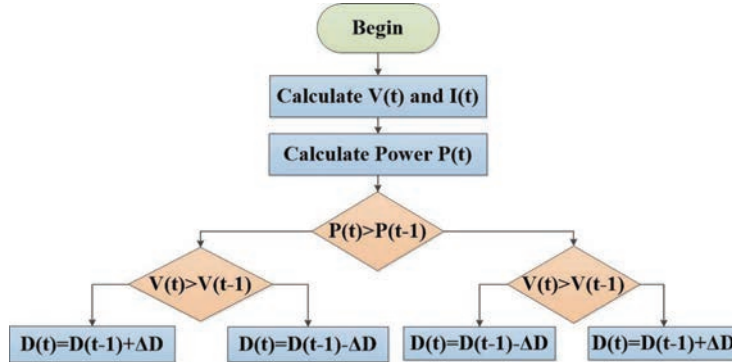 Begin
Calculate V(t) and I(t)
Calculate Power P(t)
P(t)>P(t-1)
V(t)>V(t-1)
V(t)>V(t-1)
D(t)=D(t-1)+ΔD
D(t)=D(t-1)-ΔD
D(t)=D(t-1)-ΔD
D(t)=D(t-1)+ΔD